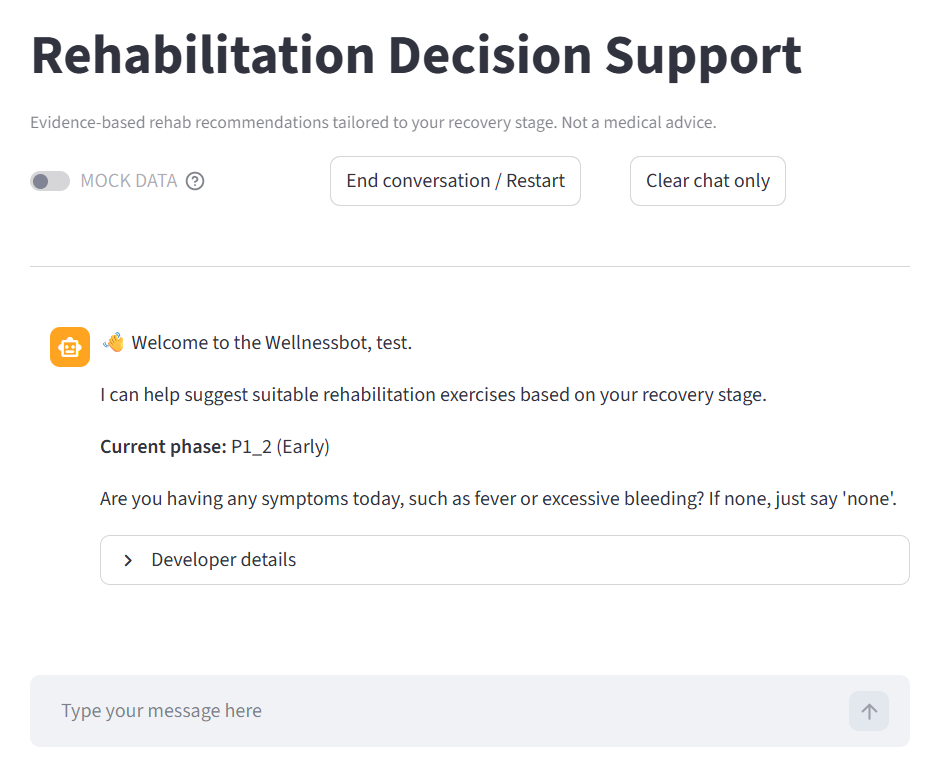 Rehabilitation Decision Support
Evidence-based rehab recommendations tailored to your recovery stage. Not a medical advice.
MOCK DATA ?
End conversation / Restart
Clear chat only
👋 Welcome to the Wellnessbot, test.
I can help suggest suitable rehabilitation exercises based on your recovery stage.
Current phase: P1_2 (Early)
Are you having any symptoms today, such as fever or excessive bleeding? If none, just say 'none'.
Developer details
Type your message here